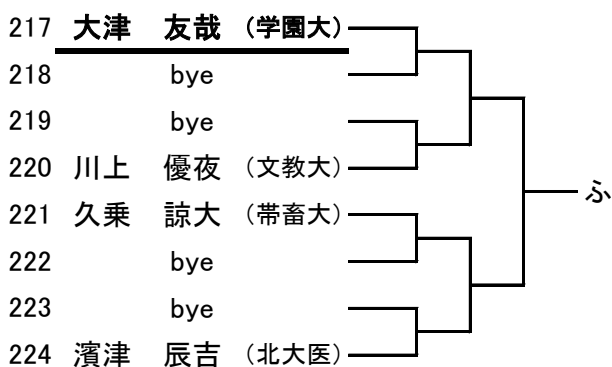 217 大津 友哉 (学園大)
218 bye
219 bye
220 川上 優夜 (文教大)
221 久乗 諒大 (帯畜大)
222 bye
223 bye
224 濱津 辰吉 (北大医)
ふ